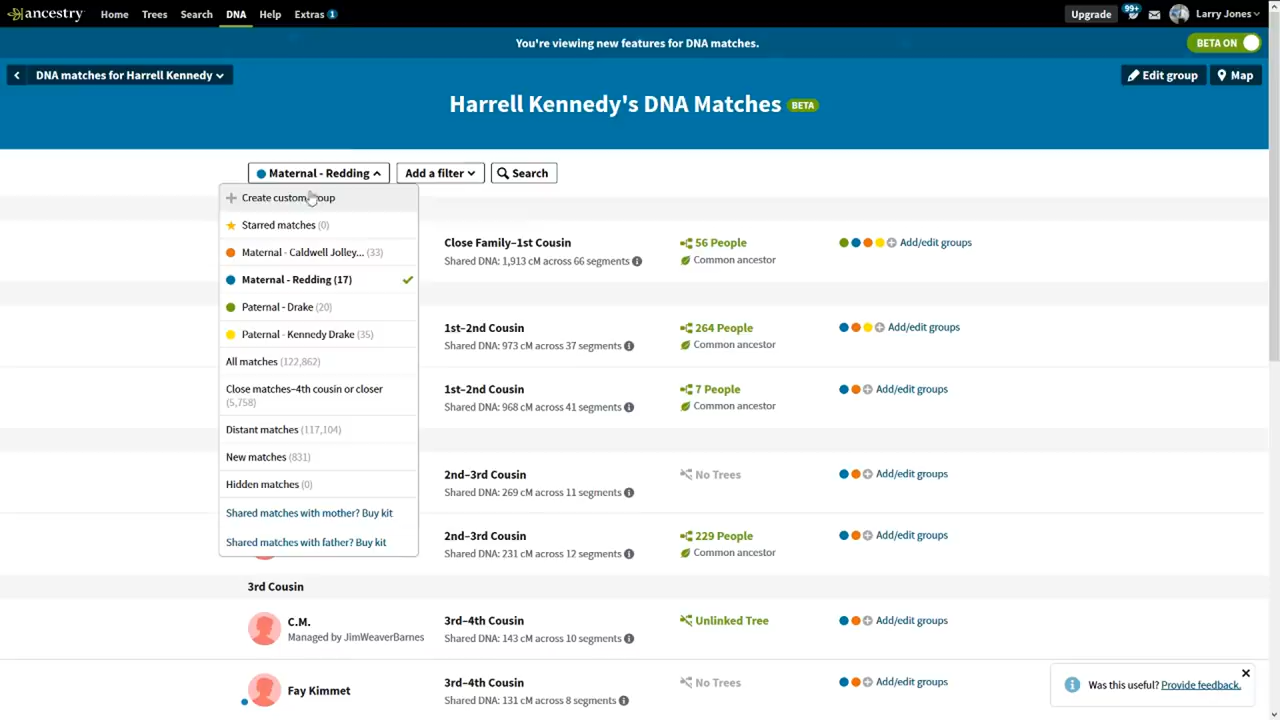 ancestry
Home
Trees
Search
DNA
Help
Extras 1
Upgrade
99+
Larry Jones
You're viewing new features for DNA matches.
BETA ON
DNA matches for Harrell Kennedy
Edit group
Map
Harrell Kennedy's DNA Matches BETA
Maternal - Redding
Add a filter
Search
Create custom group
Starred matches (0)
Maternal - Caldwell Jolley... (33)
Maternal - Redding (17)
Paternal - Drake (20)
Paternal - Kennedy Drake (35)
All matches (122,862)
Close matches–4th cousin or closer
(5,758)
Distant matches (117,104)
New matches (831)
Hidden matches (0)
Shared matches with mother? Buy kit
Shared matches with father? Buy kit
Close Family–1st Cousin
Shared DNA: 1,913 cM across 66 segments
56 People
Common ancestor
Add/edit groups
1st–2nd Cousin
Shared DNA: 973 cM across 37 segments
264 People
Common ancestor
Add/edit groups
1st–2nd Cousin
Shared DNA: 968 cM across 41 segments
7 People
Common ancestor
Add/edit groups
2nd–3rd Cousin
Shared DNA: 269 cM across 11 segments
No Trees
Add/edit groups
2nd–3rd Cousin
Shared DNA: 231 cM across 12 segments
229 People
Common ancestor
Add/edit groups
3rd Cousin
C.M.
Managed by JimWeaverBarnes
3rd–4th Cousin
Shared DNA: 143 cM across 10 segments
Unlinked Tree
Add/edit groups
Fay Kimmet
3rd–4th Cousin
Shared DNA: 131 cM across 8 segments
No Trees
Add/edit groups
Was this useful? Provide feedback.